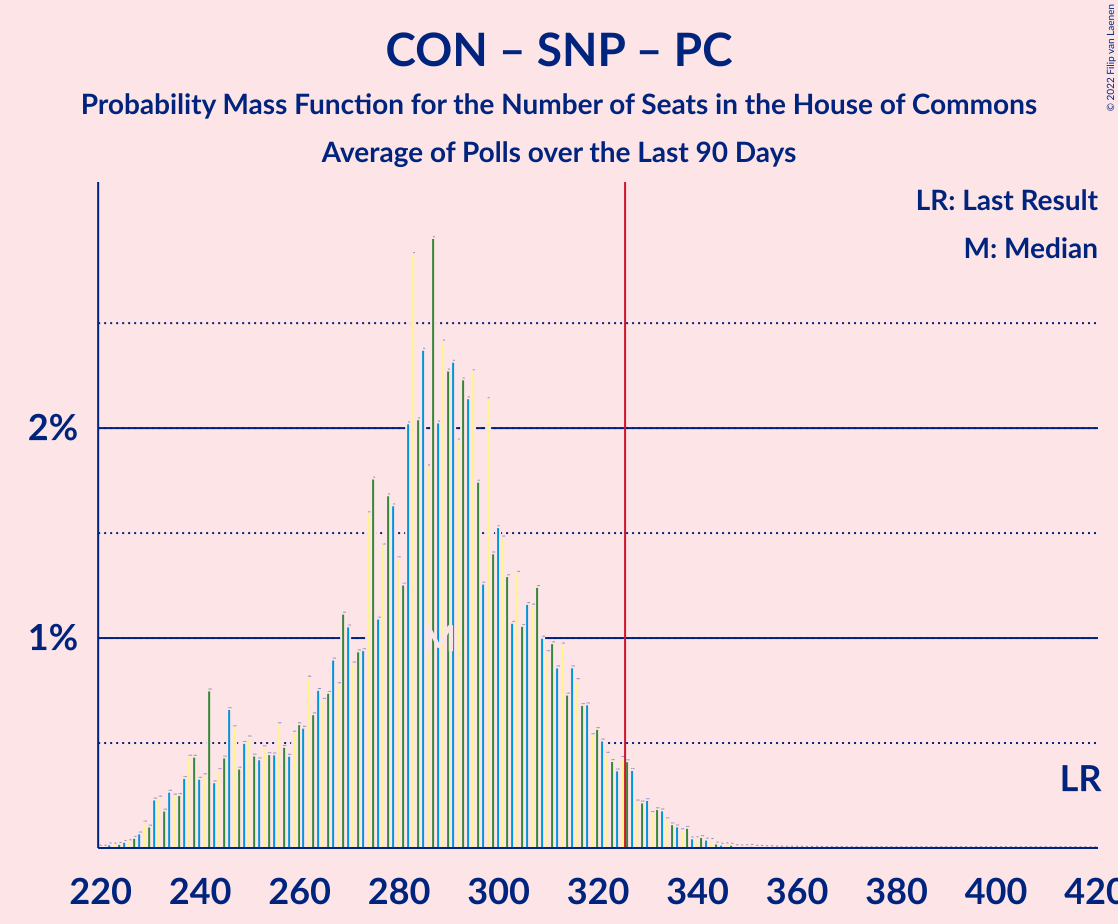 CON – SNP – PC
Probability Mass Function for the Number of Seats in the House of Commons
Average of Polls over the Last 90 Days
© 2022 Filip van Laenen
LR: Last Result
M: Median
2%
1%
M
LR
220 240 260 280 300 320 340 360 380 400 420